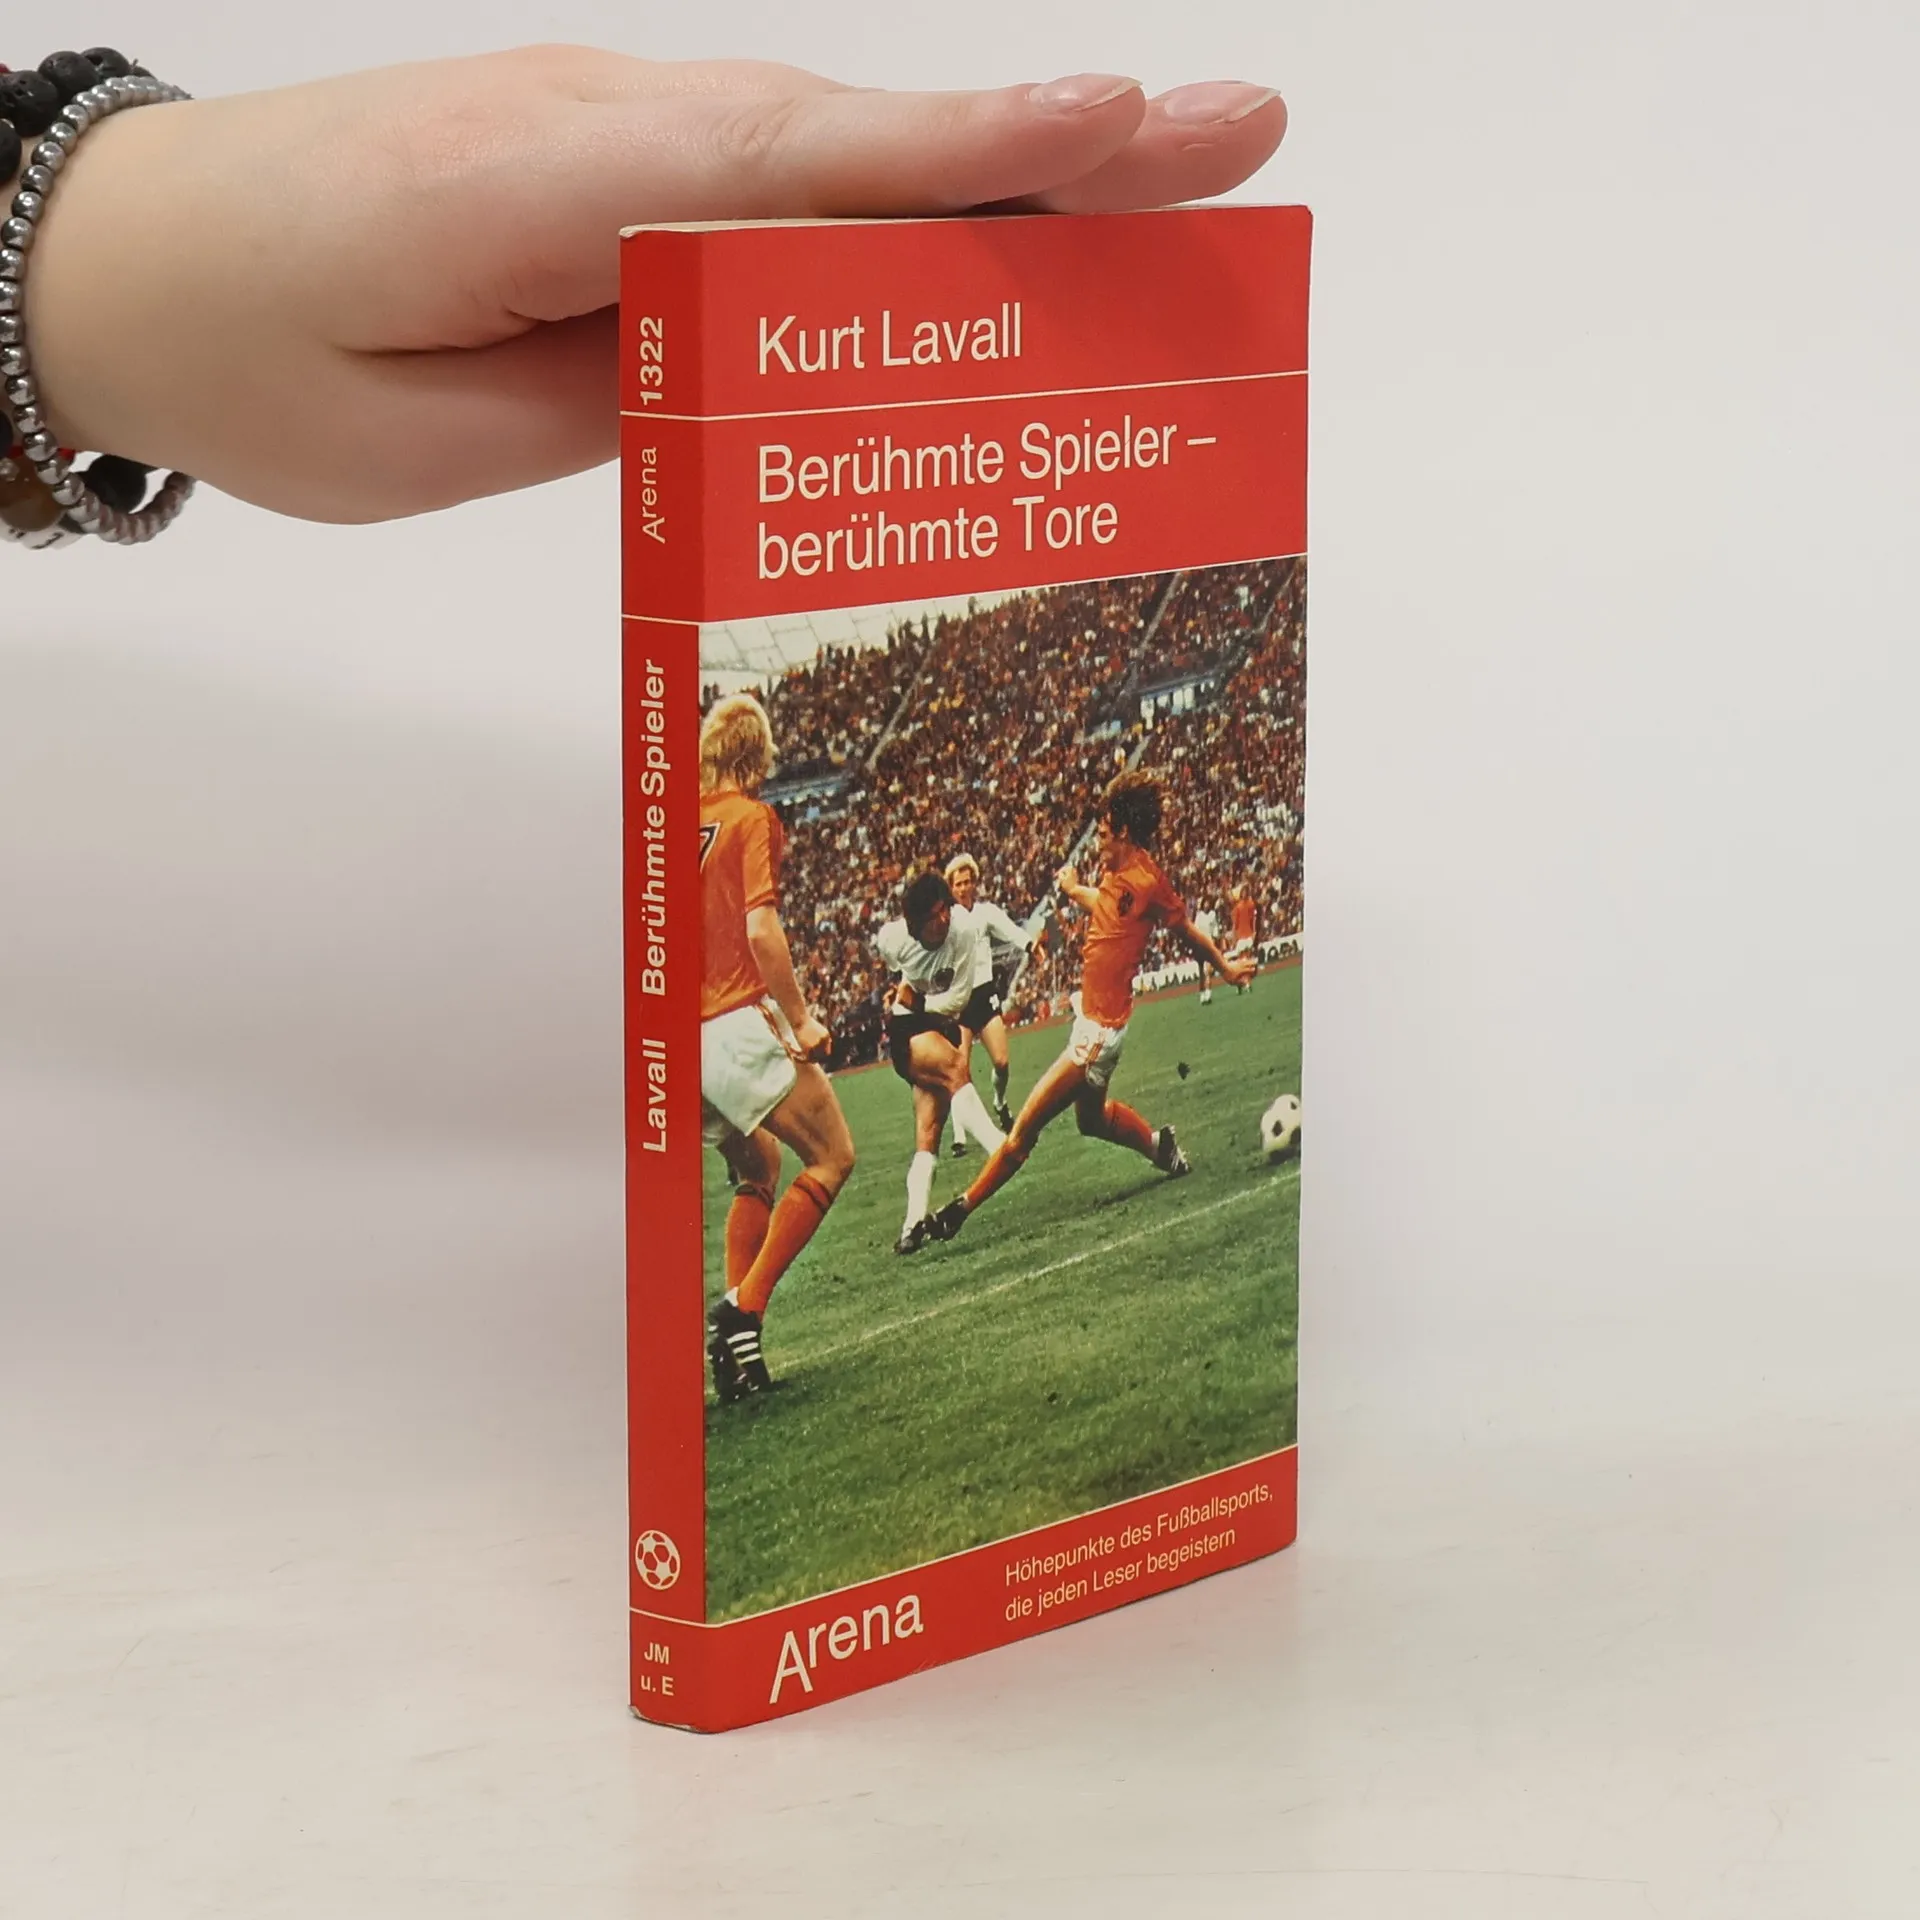 Kurt Lavall
Berühmte Spieler –
berühmte Tore
Arena
Höhepunkte des Fußballsports,
die jeden Leser begeistern
Lavall Berühmte Spieler Arena 1322
JM
u. E
7